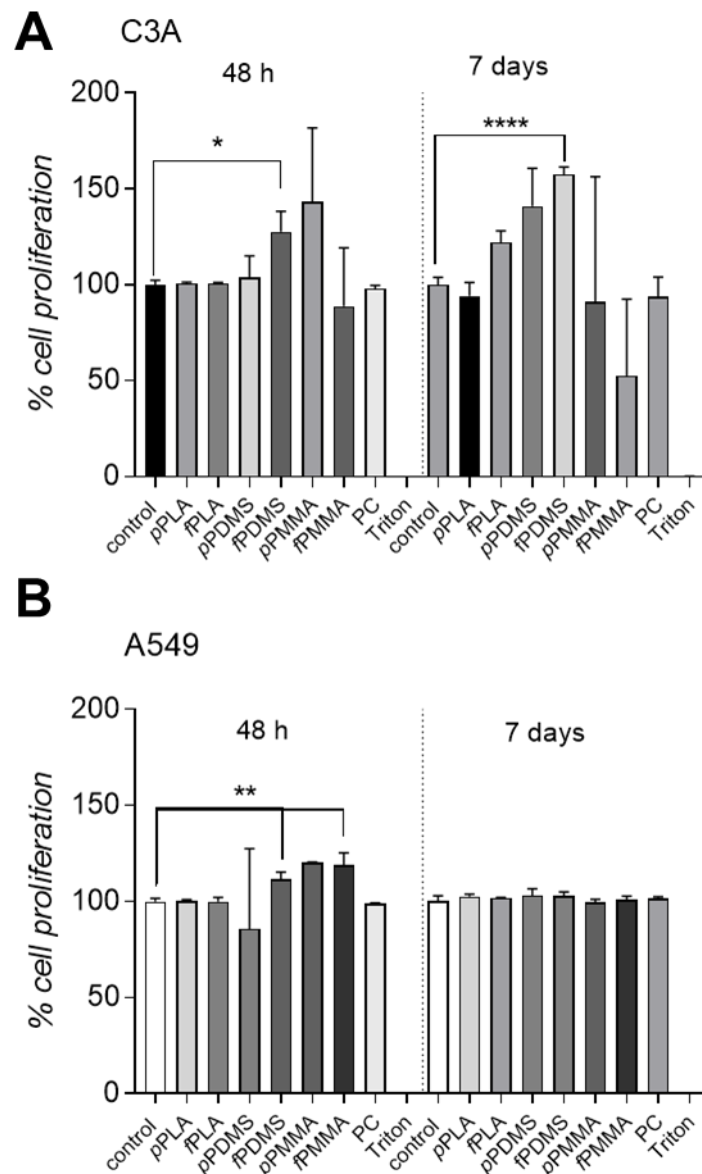 A
C3A
48 h
7 days
% cell proliferation
200
150
100
50
0
*
****
control
pPLA
fPLA
pPDMS
fPDMS
pPMMA
fPMMA
PC
Triton
control
pPLA
fPLA
pPDMS
fPDMS
pPMMA
fPMMA
PC
Triton
B
A549
48 h
7 days
% cell proliferation
200
150
100
50
0
**
control
pPLA
fPLA
pPDMS
fPDMS
pPMMA
fPMMA
PC
Triton
control
pPLA
fPLA
pPDMS
fPDMS
pPMMA
fPMMA
PC
Triton